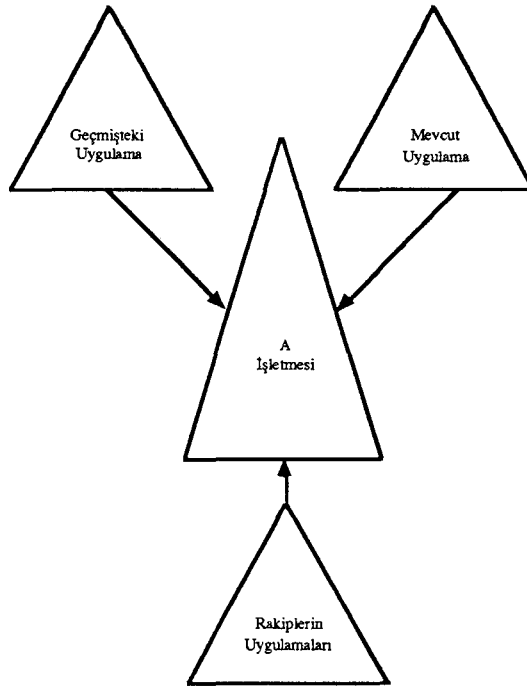 Geçmişteki
Uygulama
Mevcut
Uygulama
A
İşletmesi
Rakiplerin
Uygulamaları